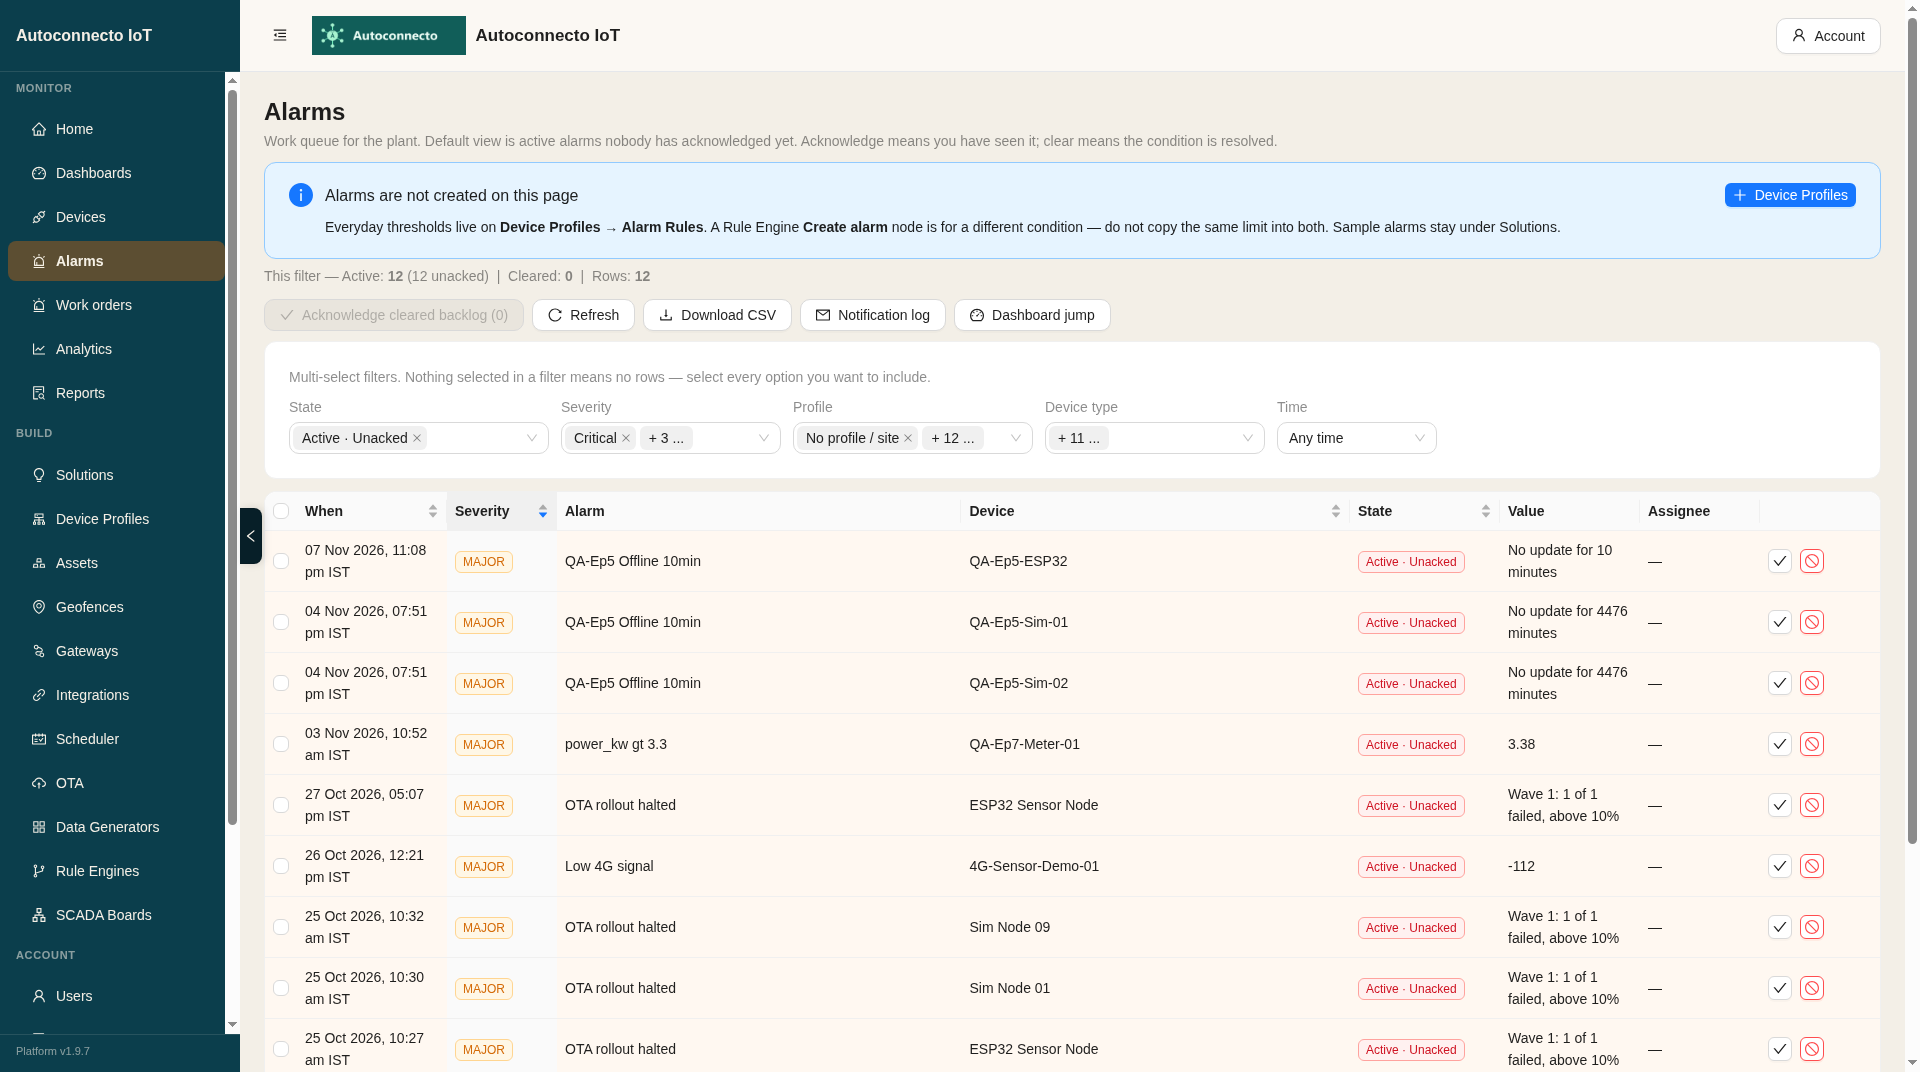 Autoconnecto IoT
MONITOR
Home
Dashboards
Devices
Alarms
Work orders
Analytics
Reports
BUILD
Solutions
Device Profiles
Assets
Geofences
Gateways
Integrations
Scheduler
OTA
Data Generators
Rule Engines
SCADA Boards
ACCOUNT
Users
Platform v1.9.7
Autoconnecto
Autoconnecto IoT
Account
Alarms
Work queue for the plant. Default view is active alarms nobody has acknowledged yet. Acknowledge means you have seen it; clear means the condition is resolved.
Alarms are not created on this page
Device Profiles
Everyday thresholds live on Device Profiles → Alarm Rules. A Rule Engine Create alarm node is for a different condition — do not copy the same limit into both. Sample alarms stay under Solutions.
This filter — Active: 12 (12 unacked) | Cleared: 0 | Rows: 12
Acknowledge cleared backlog (0)
Refresh
Download CSV
Notification log
Dashboard jump
Multi-select filters. Nothing selected in a filter means no rows — select every option you want to include.
State
Severity
Profile
Device type
Time
Active · Unacked
Critical
+ 3 ...
No profile / site
+ 12 ...
+ 11 ...
Any time
When Severity Alarm Device State Value Assignee
07 Nov 2026, 11:08 pm IST MAJOR QA-Ep5 Offline 10min QA-Ep5-ESP32 Active · Unacked No update for 10 minutes —
04 Nov 2026, 07:51 pm IST MAJOR QA-Ep5 Offline 10min QA-Ep5-Sim-01 Active · Unacked No update for 4476 minutes —
04 Nov 2026, 07:51 pm IST MAJOR QA-Ep5 Offline 10min QA-Ep5-Sim-02 Active · Unacked No update for 4476 minutes —
03 Nov 2026, 10:52 am IST MAJOR power_kw gt 3.3 QA-Ep7-Meter-01 Active · Unacked 3.38 —
27 Oct 2026, 05:07 pm IST MAJOR OTA rollout halted ESP32 Sensor Node Active · Unacked Wave 1: 1 of 1 failed, above 10% —
26 Oct 2026, 12:21 pm IST MAJOR Low 4G signal 4G-Sensor-Demo-01 Active · Unacked -112 —
25 Oct 2026, 10:32 am IST MAJOR OTA rollout halted Sim Node 09 Active · Unacked Wave 1: 1 of 1 failed, above 10% —
25 Oct 2026, 10:30 am IST MAJOR OTA rollout halted Sim Node 01 Active · Unacked Wave 1: 1 of 1 failed, above 10% —
25 Oct 2026, 10:27 am IST MAJOR OTA rollout halted ESP32 Sensor Node Active · Unacked Wave 1: 1 of 1 failed, above 10% —